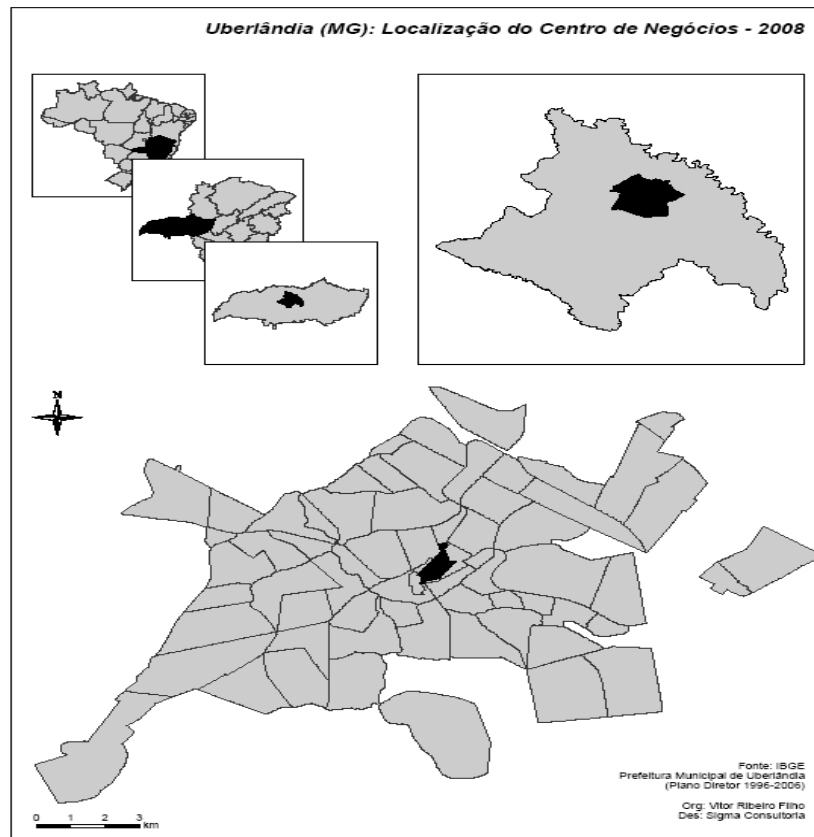 Uberlândia (MG): Localização do Centro de Negócios - 2008
N
Fonte: IBGE
Prefeitura Municipal de Uberlândia
(Plano Diretor 1996-2006)
Org: Vitor Ribeiro Filho
Des: Sigma Consultoria
0 1 2 3
km